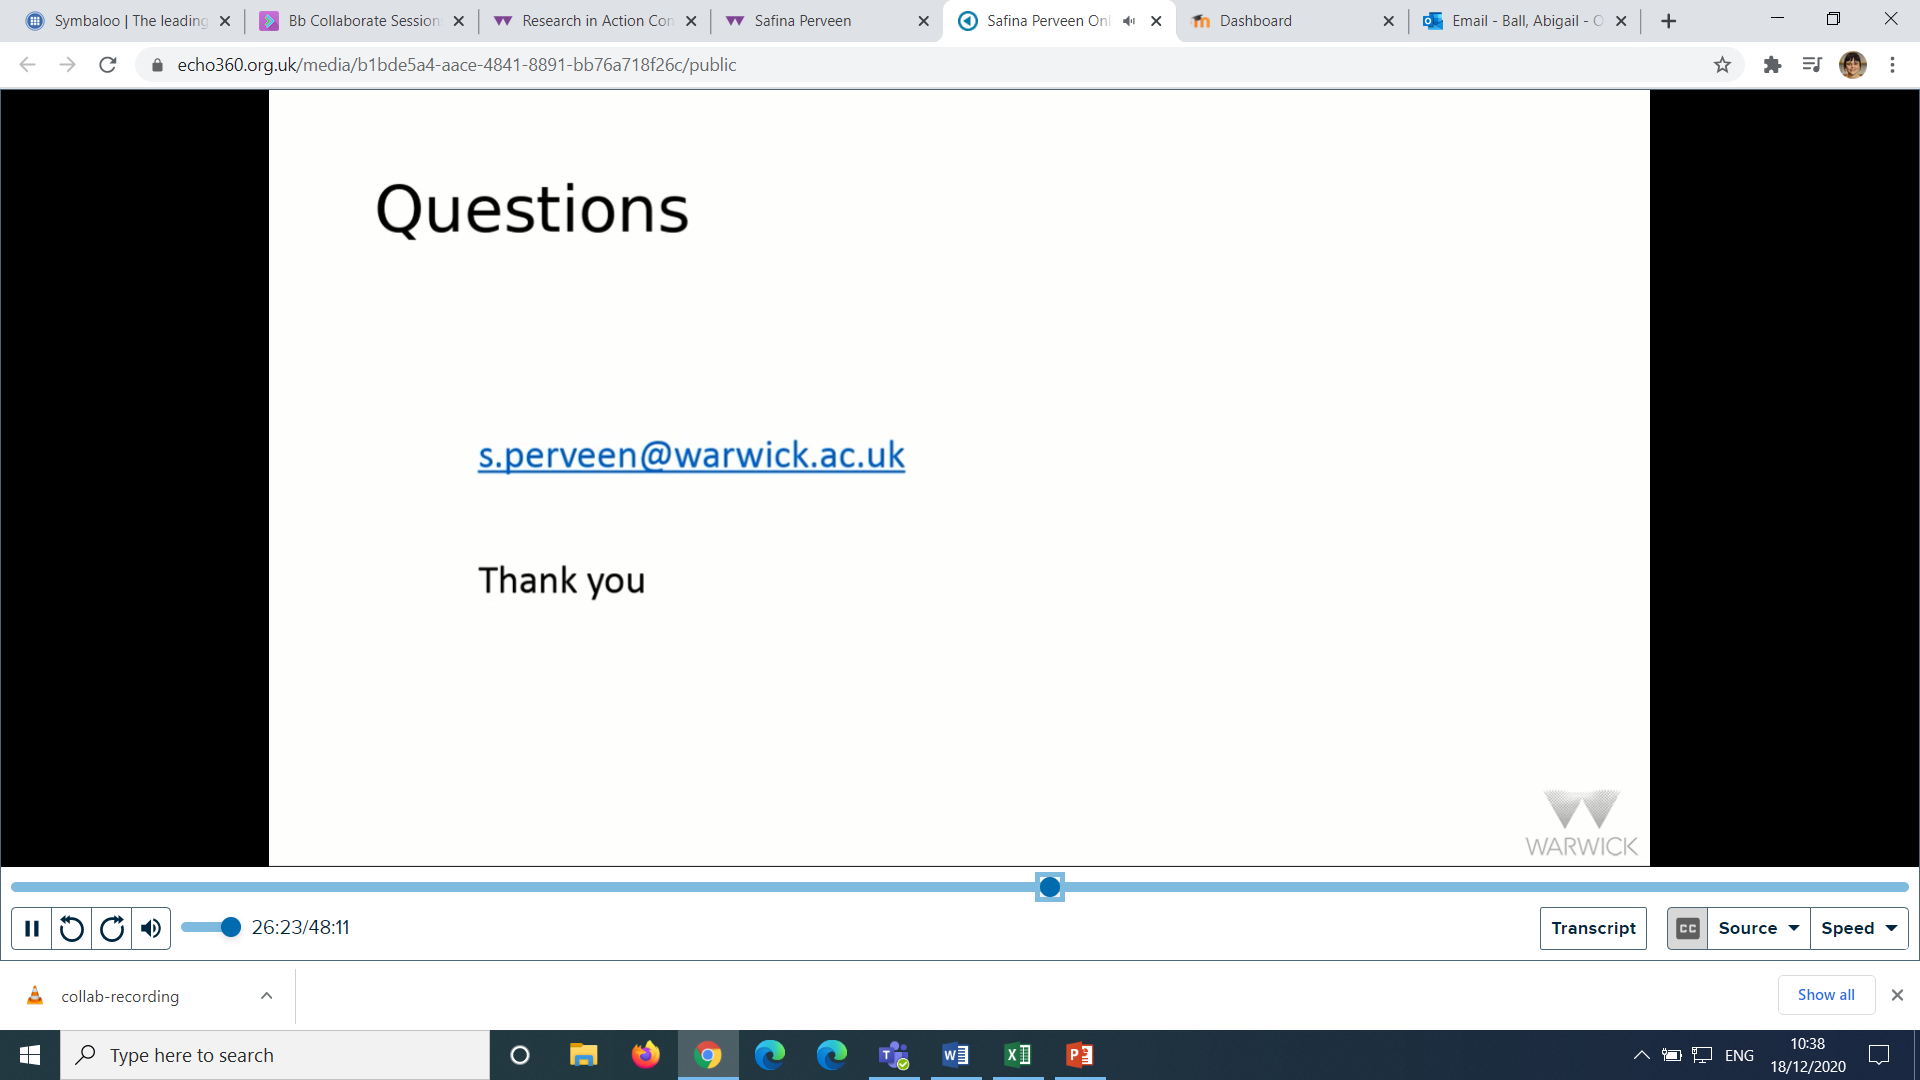 Symbaloo | The leading
Bb Collaborate Session
Research in Action Con
Safina Perveen
Safina Perveen Onl
Dashboard
Email - Ball, Abigail - O
echo360.org.uk/media/b1bde5a4-aace-4841-8891-bb76a718f26c/public
Questions
s.perveen@warwick.ac.uk
Thank you
WARWICK
26:23/48:11
Transcript
CC
Source
Speed
collab-recording
Show all
Type here to search
ENG
10:38
18/12/2020